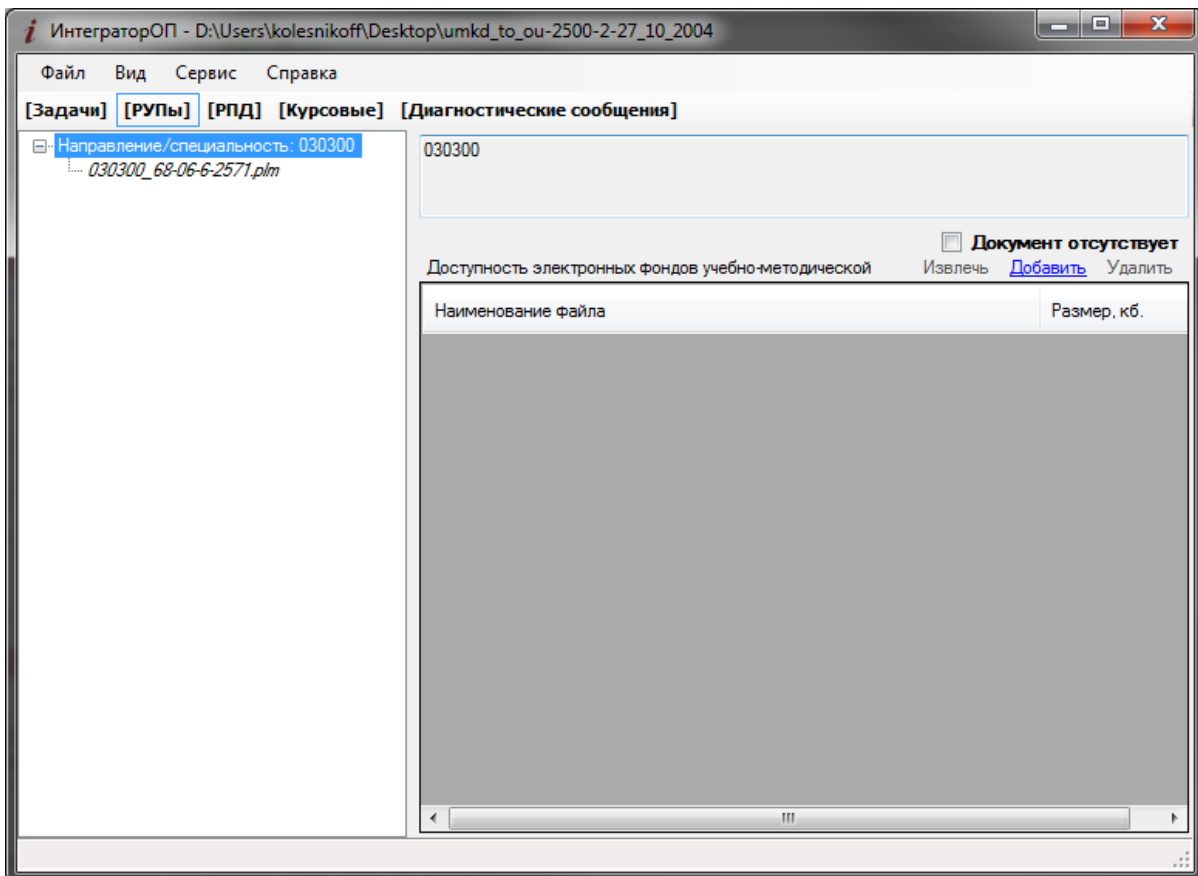 ИнтеграторОП - D:\Users\kolesnikoff\Desktop\umkd_to_ou-2500-2-27_10_2004
Файл Вид Сервис Справка
[Задачи] [РУПы] [РПД] [Курсовые] [Диагностические сообщения]
Направление/специальность: 030300
030300_68-06-6-2571.plm
030300
Документ отсутствует
Доступность электронных фондов учебно-методической Извлечь Добавить Удалить
Наименование файла Размер, кб.